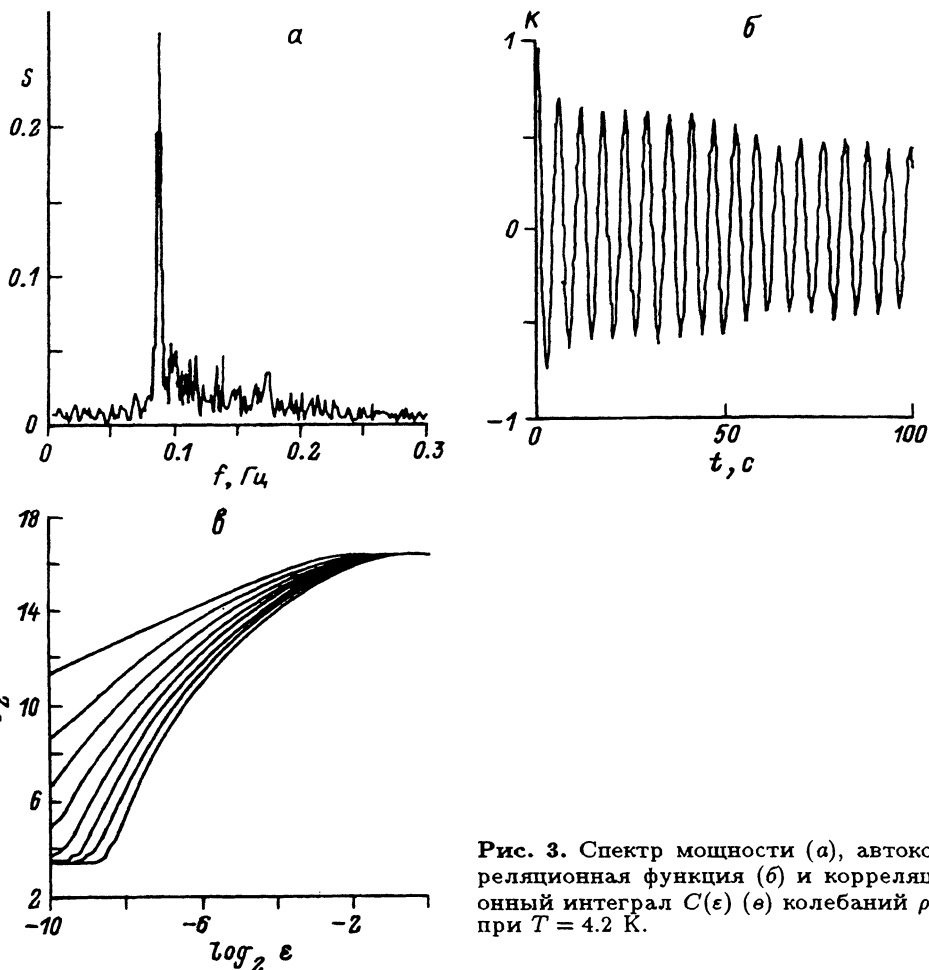 а
S
0.2
0.1
0
0 0.1 0.2 0.3
f, Гц
б
K
1
0
-1
0 50 100
t, с
в
18
14
10
6
2
-10 -6 -2
log₂ ε
Рис. 3. Спектр мощности (а), автоко
реляционная функция (б) и корреляц
онный интеграл C(ε) (в) колебаний ρ
при T = 4.2 К.